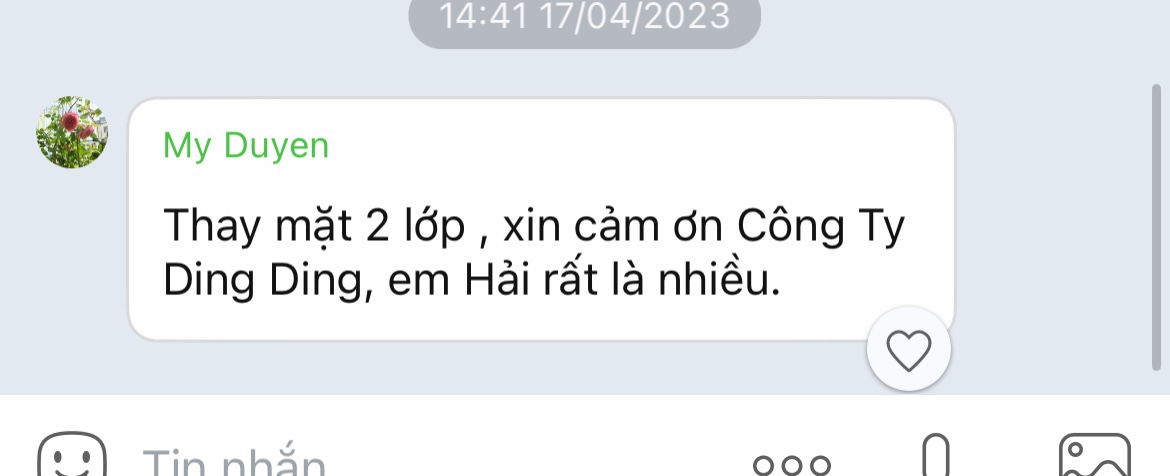 14:41 17/04/2023
My Duyen
Thay mặt 2 lớp , xin cảm ơn Công Ty
Ding Ding, em Hải rất là nhiều.
Tin nhắn